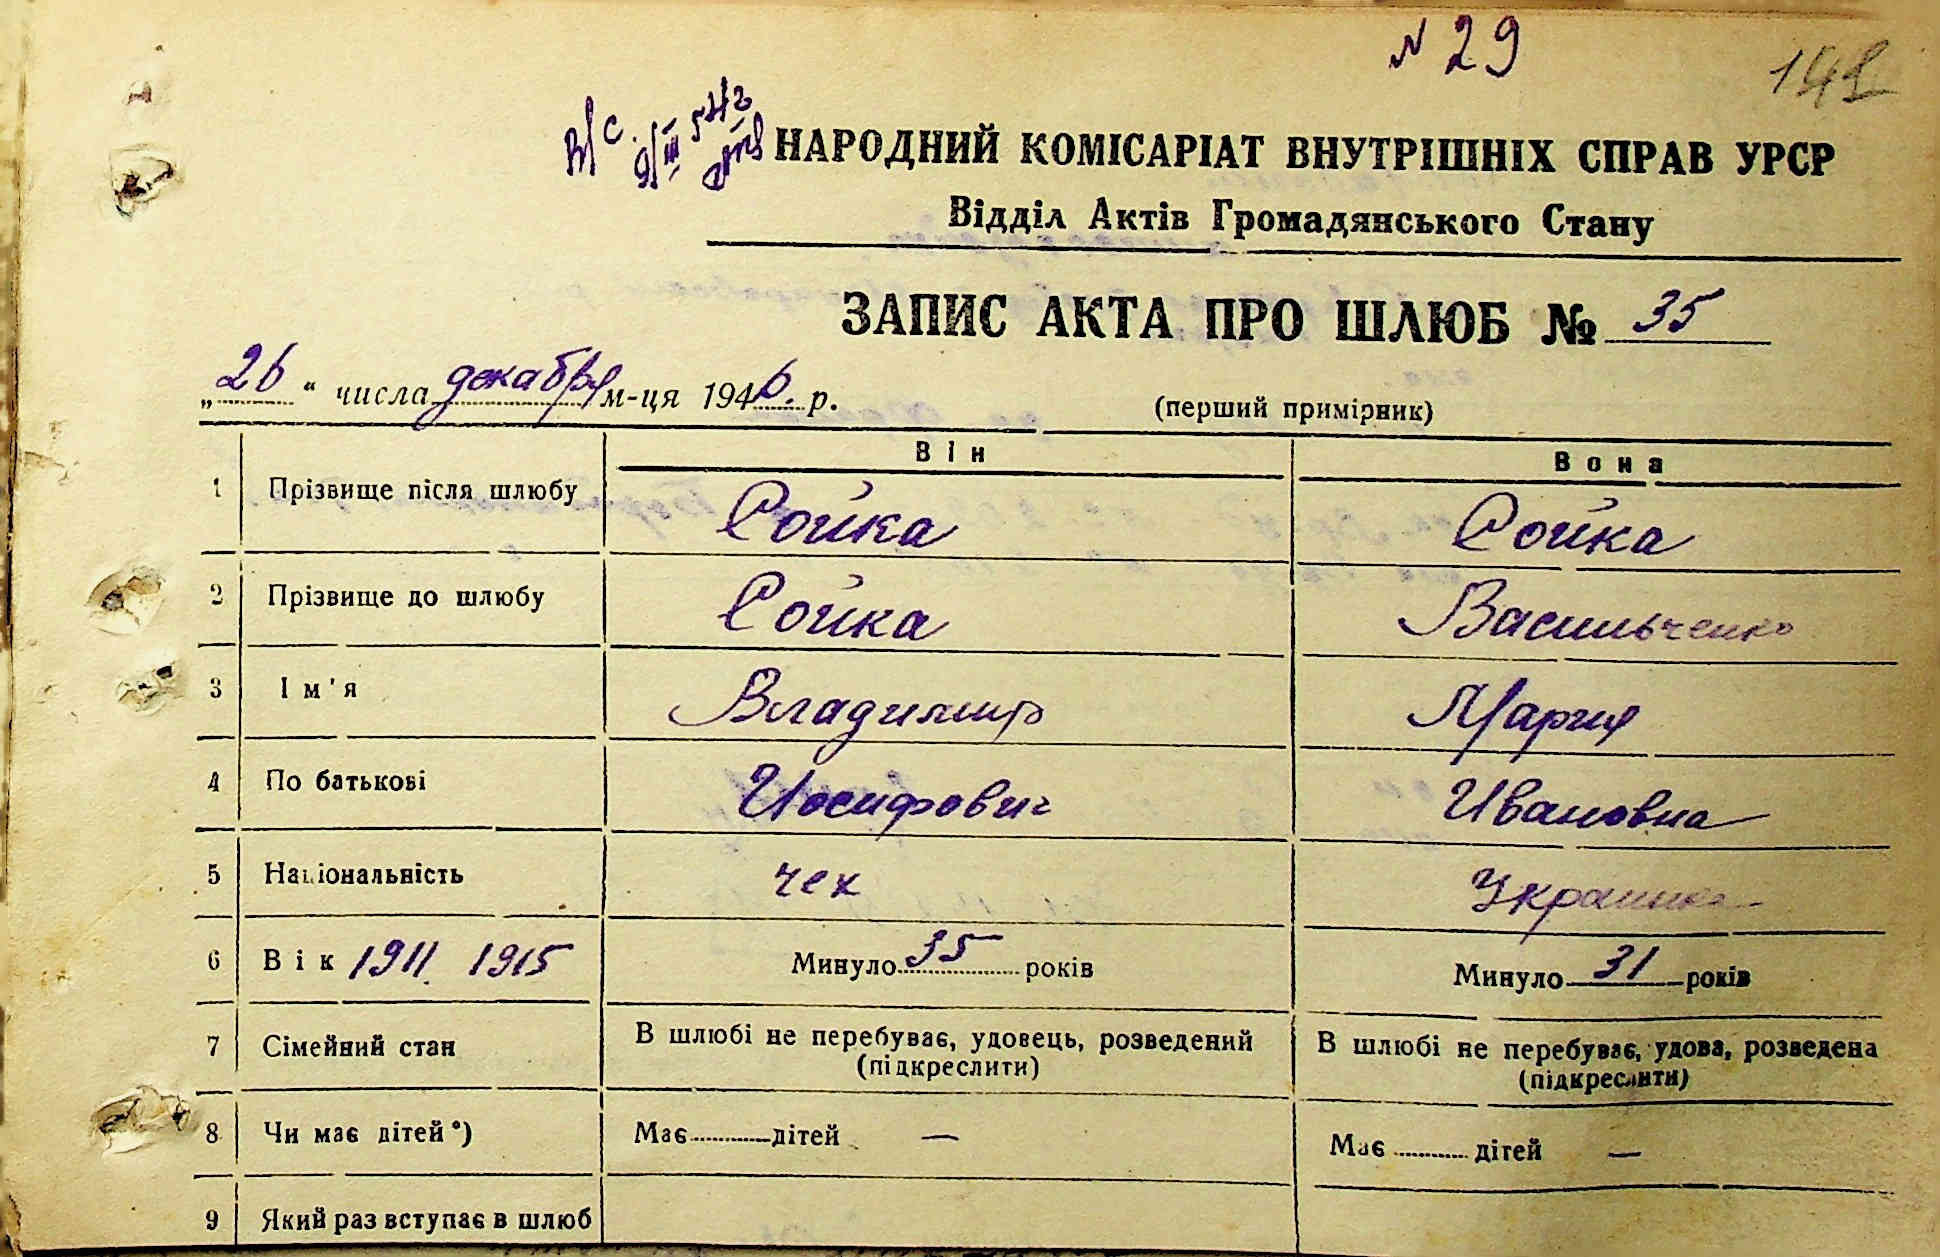 N 29
142
В/С 9/III 54 г
НАРОДНИЙ КОМІСАРІАТ ВНУТРІШНІХ СПРАВ УРСР
Відділ Актів Громадянського Стану
ЗАПИС АКТА ПРО ШЛЮБ № 35
„26“ числа декабря м-ця 1946. р.
(перший примірник)
Він Вона
1 Прізвище після шлюбу Сойка Сойка
2 Прізвище до шлюбу Сойка Васильченко
3 Ім'я Владимир Мария
4 По батькові Иосифович Ивановна
5 Національність чех Украинка
6 Вік 1911. 1915 Минуло 35 років Минуло 31 років
7 Сімейний стан В шлюбі не перебуває, удовець, розведений В шлюбі не перебуває, удова, розведена
(підкреслити) (підкреслити)
8 Чи має дітей*) Має дітей — Має дітей —
9 Який раз вступає в шлюб